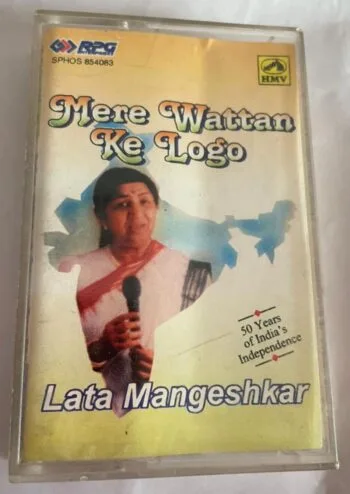 RPG
SPHOS 854083
HMV
Mere Wattan
Ke Logo
50 Years
of India's
Independence
Lata Mangeshkar